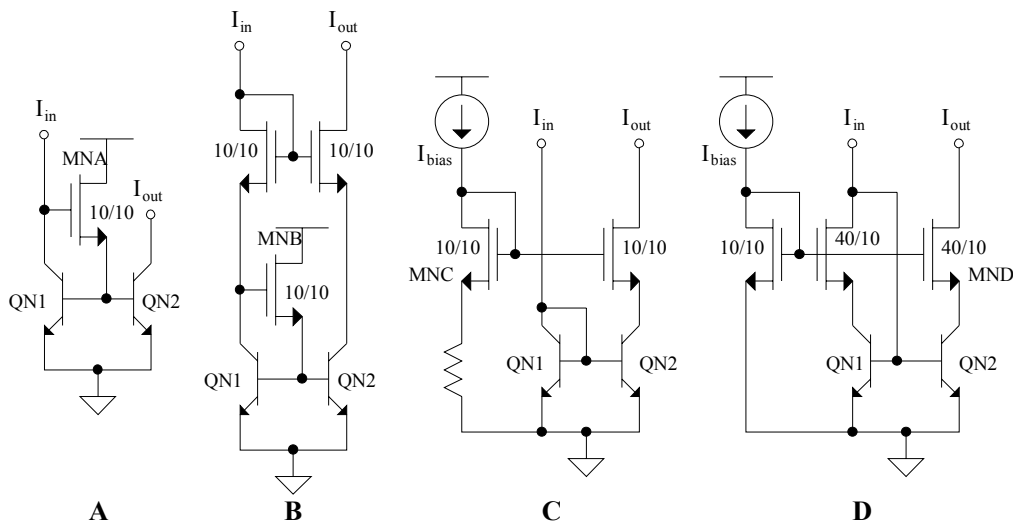 I_in
MNA
10/10
I_out
QN1
QN2
A
I_in
I_out
10/10
10/10
MNB
10/10
QN1
QN2
B
I_bias
I_in
I_out
10/10
10/10
MNC
QN1
QN2
C
I_bias
I_in
I_out
10/10
40/10
40/10
MND
QN1
QN2
D